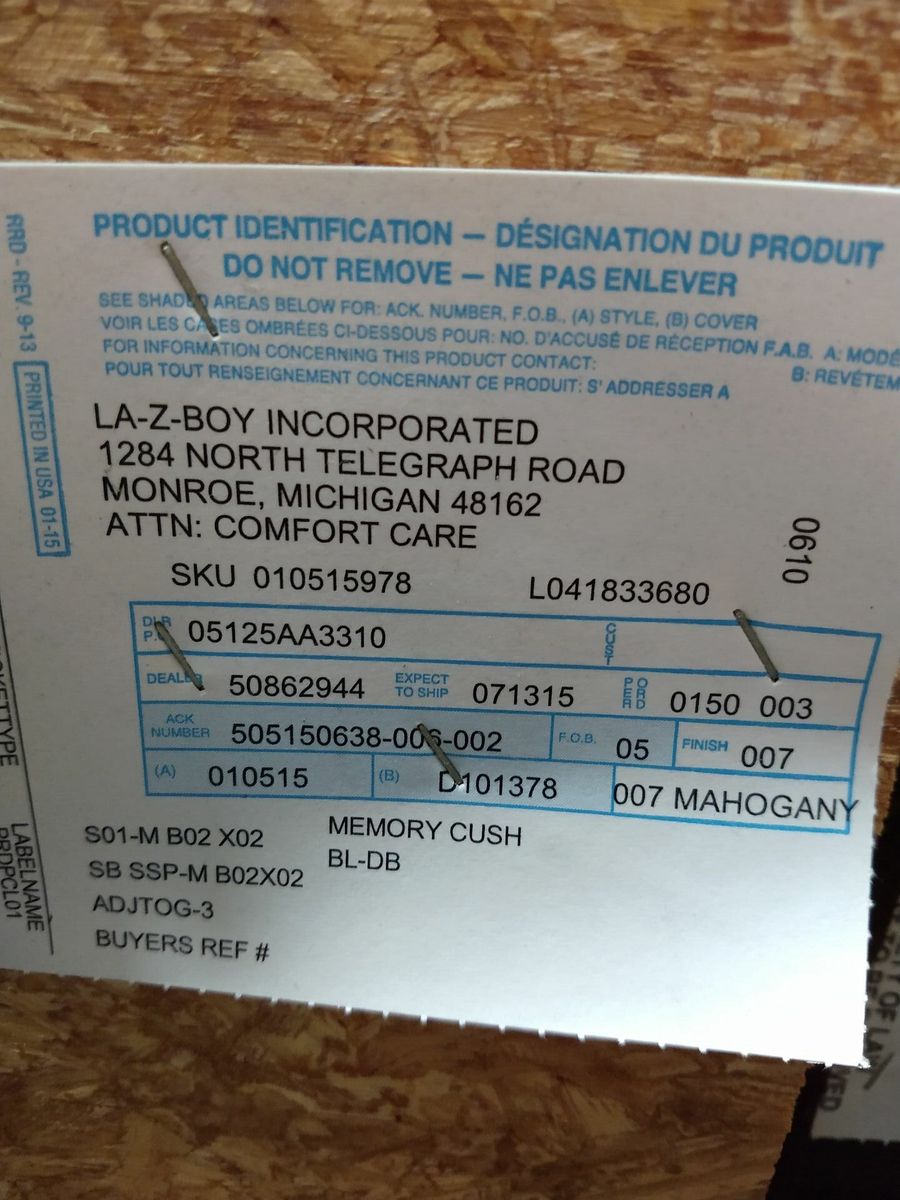 PRODUCT IDENTIFICATION — DÉSIGNATION DU PRODUIT
DO NOT REMOVE — NE PAS ENLEVER
SEE SHADED AREAS BELOW FOR: ACK. NUMBER, F.O.B., (A) STYLE, (B) COVER
VOIR LES CASES OMBRÉES CI-DESSOUS POUR: NO. D'ACCUSÉ DE RÉCEPTION F.A.B. A: MODÉ
FOR INFORMATION CONCERNING THIS PRODUCT CONTACT: B: REVÉTEM
POUR TOUT RENSEIGNEMENT CONCERNANT CE PRODUIT: S' ADDRESSER A
RRD - REV. 9-13 PRINTED IN USA 01-15
LA-Z-BOY INCORPORATED
1284 NORTH TELEGRAPH ROAD
MONROE, MICHIGAN 48162
ATTN: COMFORT CARE
0610
SKU 010515978 L041833680
DLR P. 05125AA3310 CUST
DEALER 50862944 EXPECT TO SHIP 071315 PER ORD 0150 003
ACK NUMBER 505150638-006-002 F.O.B. 05 FINISH 007
(A) 010515 (B) D101378 007 MAHOGANY
S01-M B02 X02 MEMORY CUSH
SB SSP-M B02X02 BL-DB
ADJTOG-3
BUYERS REF #
LABELNAME
PRDPCL01